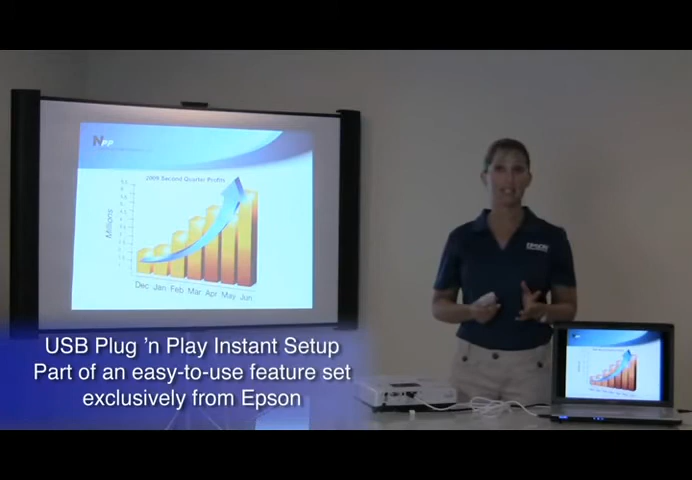 NPP
2009 Second Quarter Profits
Millions
Dec Jan Feb Mar Apr May Jun
EPSON
USB Plug 'n Play Instant Setup
Part of an easy-to-use feature set
exclusively from Epson